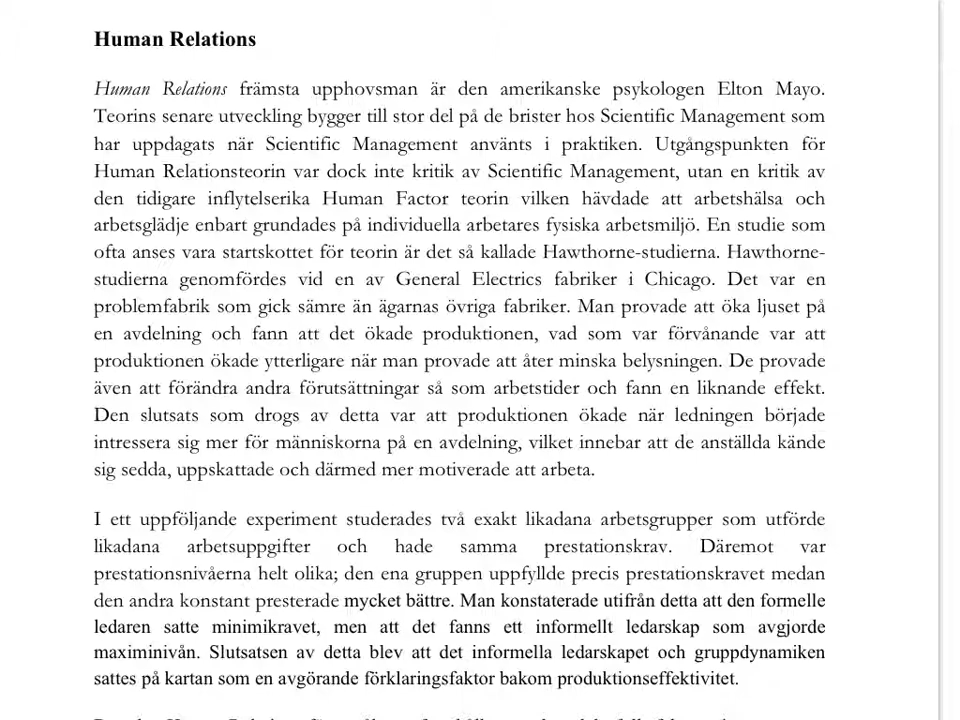 Human Relations
Human Relations främsta upphovsman är den amerikanske psykologen Elton Mayo.
Teorins senare utveckling bygger till stor del på de brister hos Scientific Management som
har uppdagats när Scientific Management använts i praktiken. Utgångspunkten för
Human Relationsteorin var dock inte kritik av Scientific Management, utan en kritik av
den tidigare inflytelserika Human Factor teorin vilken hävdade att arbetshälsa och
arbetsglädje enbart grundades på individuella arbetares fysiska arbetsmiljö. En studie som
ofta anses vara startskottet för teorin är det så kallade Hawthorne-studierna. Hawthorne-
studierna genomfördes vid en av General Electrics fabriker i Chicago. Det var en
problemfabrik som gick sämre än ägarnas övriga fabriker. Man provade att öka ljuset på
en avdelning och fann att det ökade produktionen, vad som var förvånande var att
produktionen ökade ytterligare när man provade att åter minska belysningen. De provade
även att förändra andra förutsättningar så som arbetstider och fann en liknande effekt.
Den slutsats som drogs av detta var att produktionen ökade när ledningen började
intressera sig mer för människorna på en avdelning, vilket innebar att de anställda kände
sig sedda, uppskattade och därmed mer motiverade att arbeta.
I ett uppföljande experiment studerades två exakt likadana arbetsgrupper som utförde
likadana arbetsuppgifter och hade samma prestationskrav. Däremot var
prestationsnivåerna helt olika; den ena gruppen uppfyllde precis prestationskravet medan
den andra konstant presterade mycket bättre. Man konstaterade utifrån detta att den formelle
ledaren satte minimikravet, men att det fanns ett informellt ledarskap som avgjorde
maximinivån. Slutsatsen av detta blev att det informella ledarskapet och gruppdynamiken
sattes på kartan som en avgörande förklaringsfaktor bakom produktionseffektivitet.